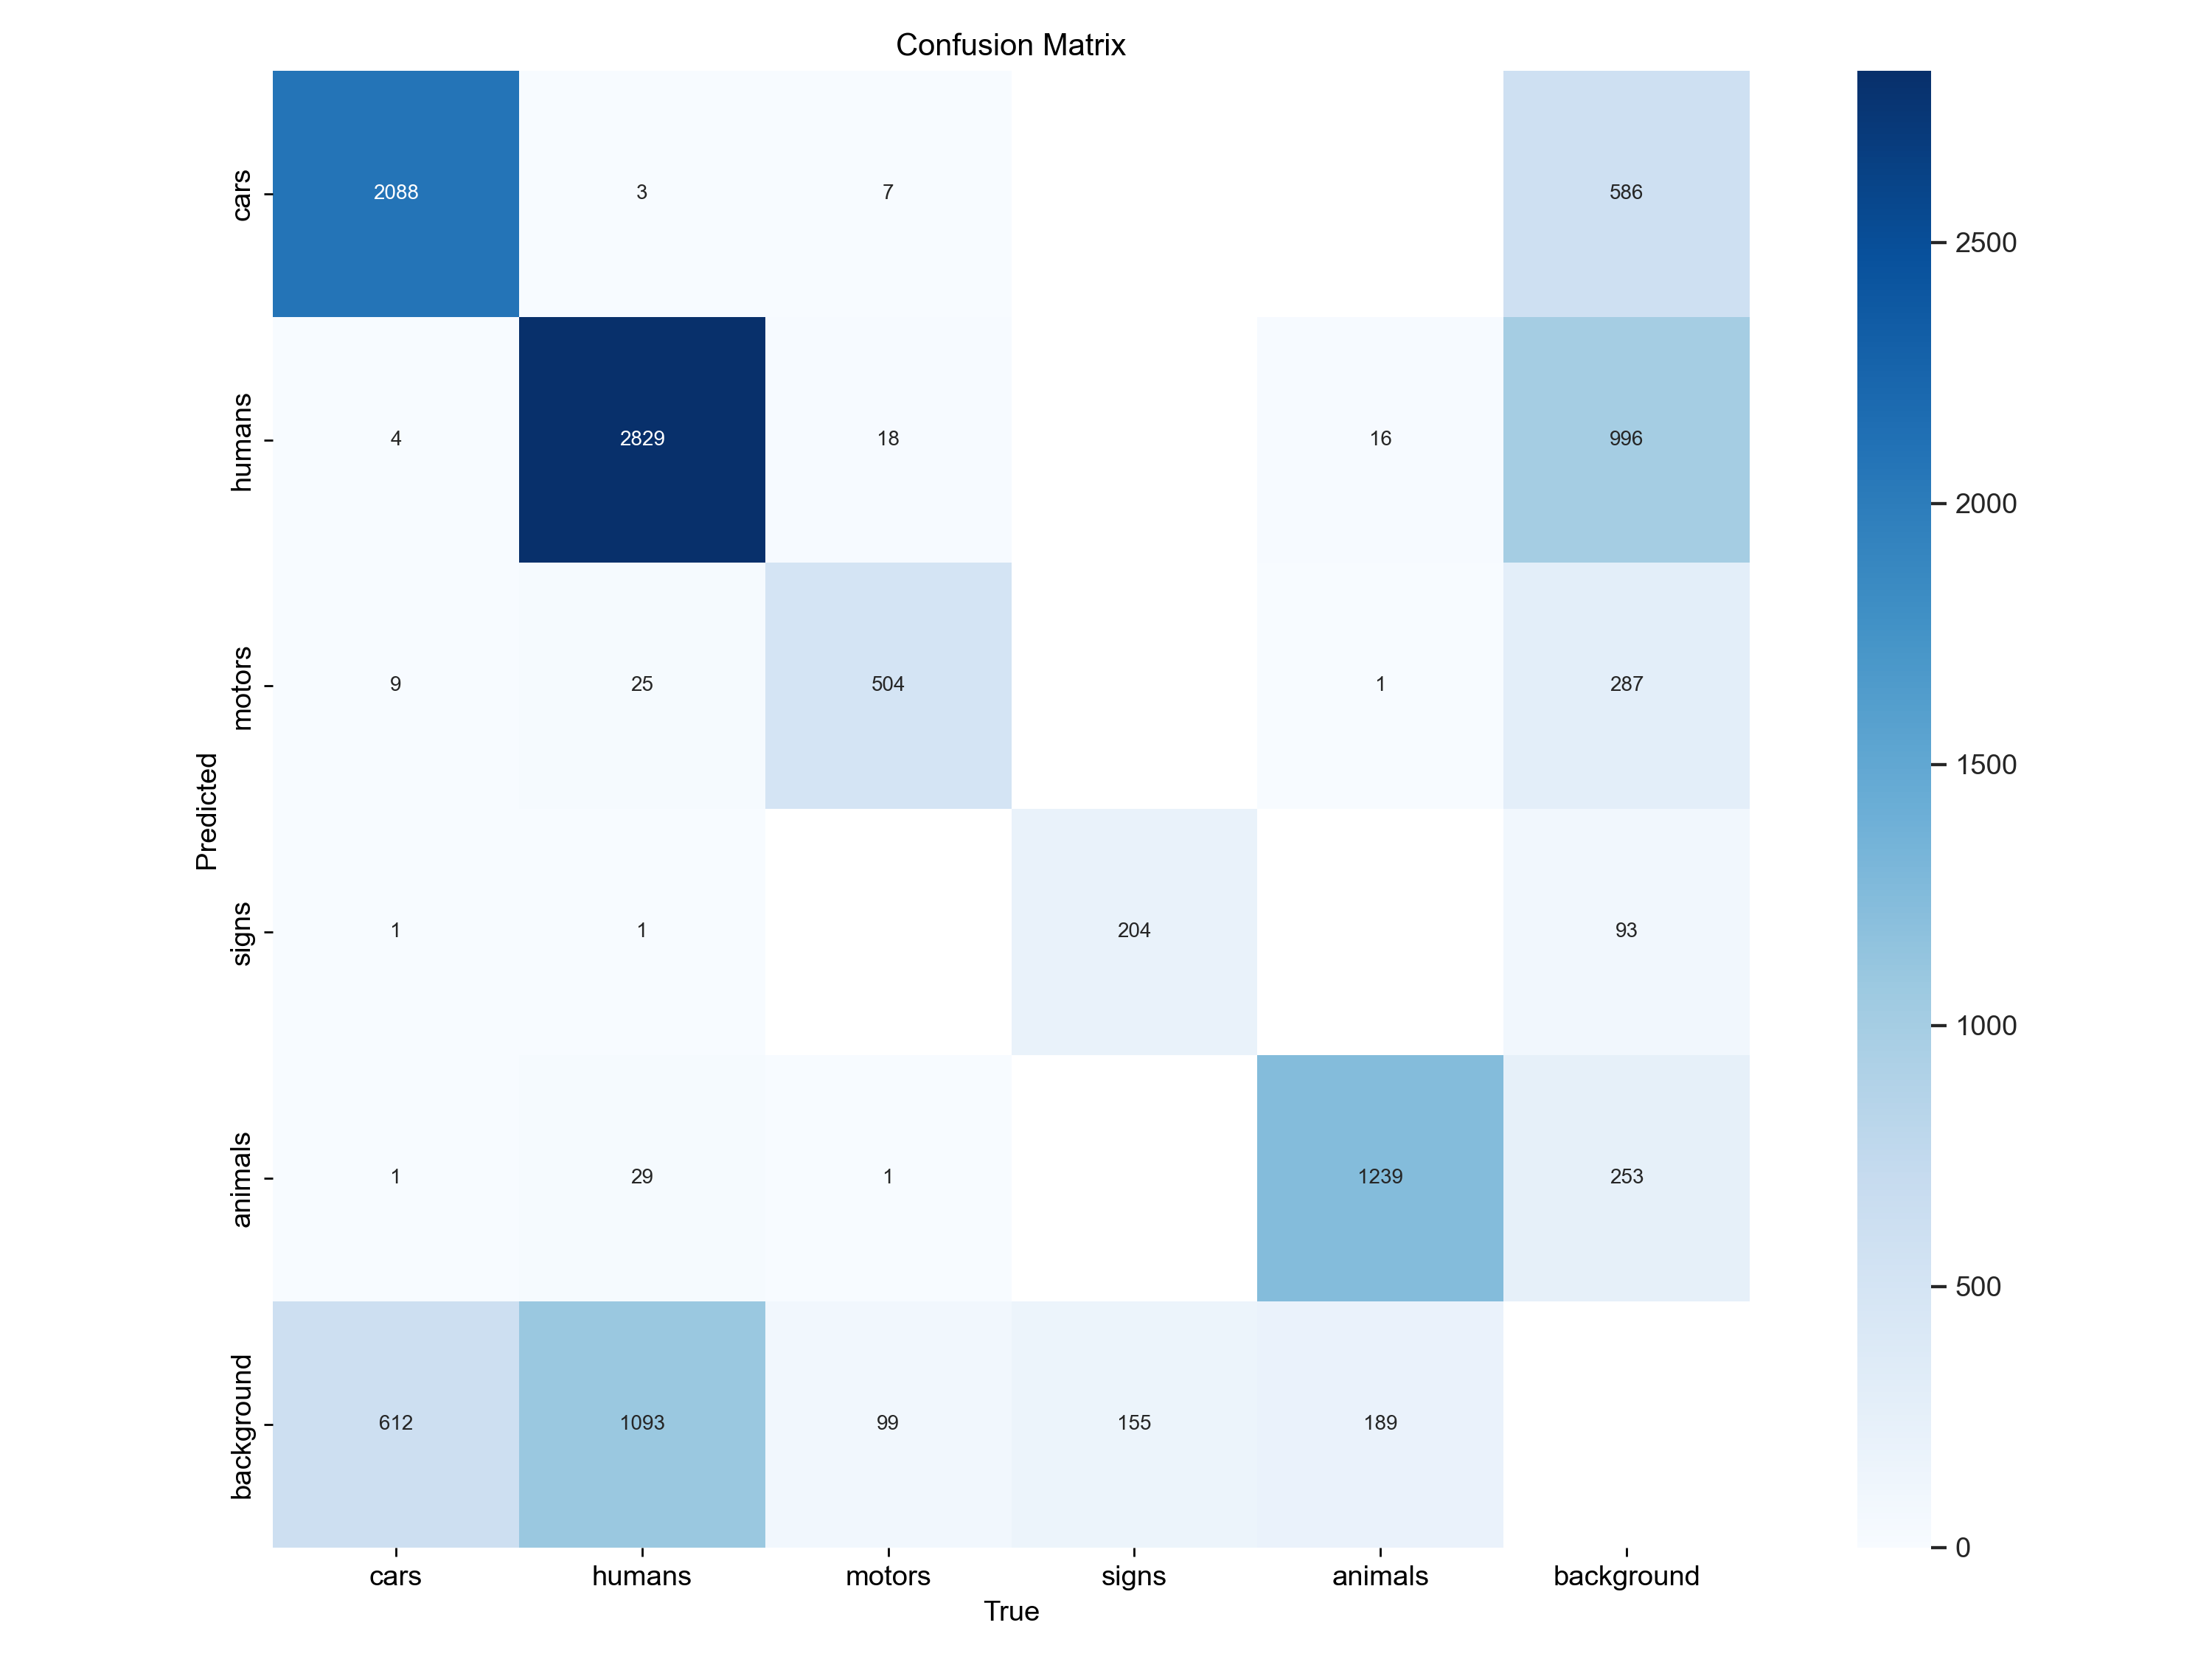 Confusion Matrix
cars 2088 3 7 586
humans 4 2829 18 16 996
motors 9 25 504 1 287
signs 1 1 204 93
animals 1 29 1 1239 253
background 612 1093 99 155 189
cars humans motors signs animals background
True
Predicted
2500
2000
1500
1000
500
0